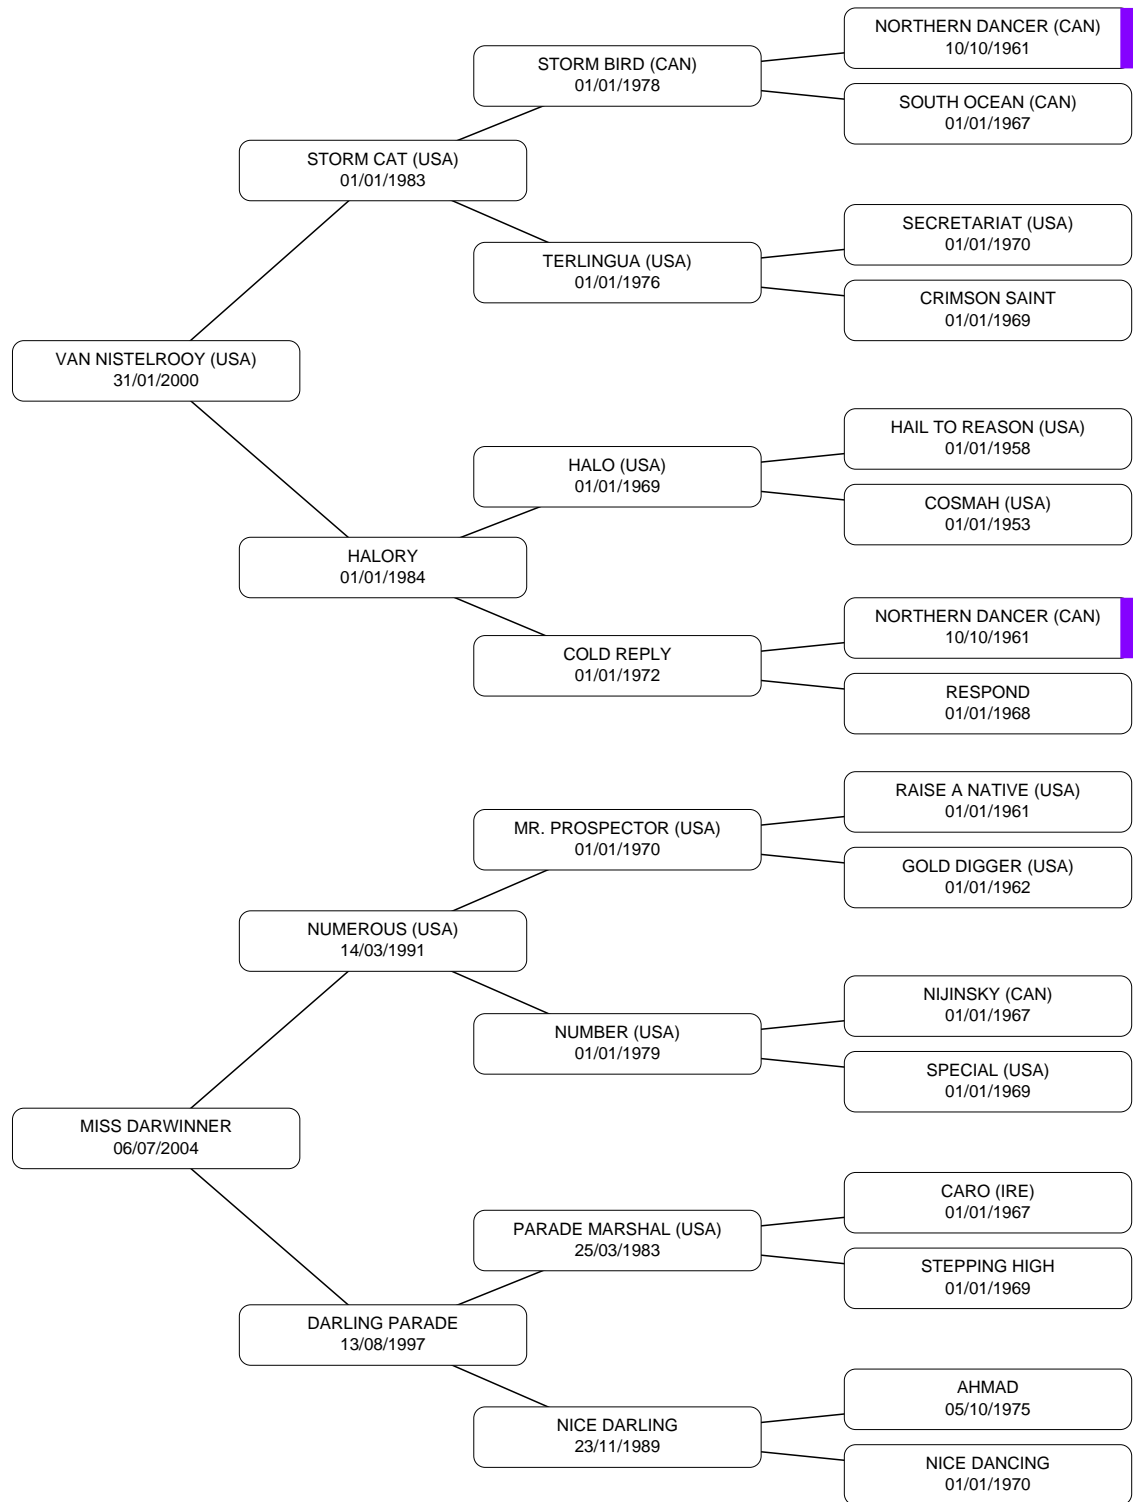 NORTHERN DANCER (CAN)
10/10/1961
STORM BIRD (CAN)
01/01/1978
SOUTH OCEAN (CAN)
01/01/1967
STORM CAT (USA)
01/01/1983
SECRETARIAT (USA)
01/01/1970
TERLINGUA (USA)
01/01/1976
CRIMSON SAINT
01/01/1969
VAN NISTELROOY (USA)
31/01/2000
HAIL TO REASON (USA)
01/01/1958
HALO (USA)
01/01/1969
COSMAH (USA)
01/01/1953
HALORY
01/01/1984
NORTHERN DANCER (CAN)
10/10/1961
COLD REPLY
01/01/1972
RESPOND
01/01/1968
RAISE A NATIVE (USA)
01/01/1961
MR. PROSPECTOR (USA)
01/01/1970
GOLD DIGGER (USA)
01/01/1962
NUMEROUS (USA)
14/03/1991
NIJINSKY (CAN)
01/01/1967
NUMBER (USA)
01/01/1979
SPECIAL (USA)
01/01/1969
MISS DARWINNER
06/07/2004
CARO (IRE)
01/01/1967
PARADE MARSHAL (USA)
25/03/1983
STEPPING HIGH
01/01/1969
DARLING PARADE
13/08/1997
AHMAD
05/10/1975
NICE DARLING
23/11/1989
NICE DANCING
01/01/1970